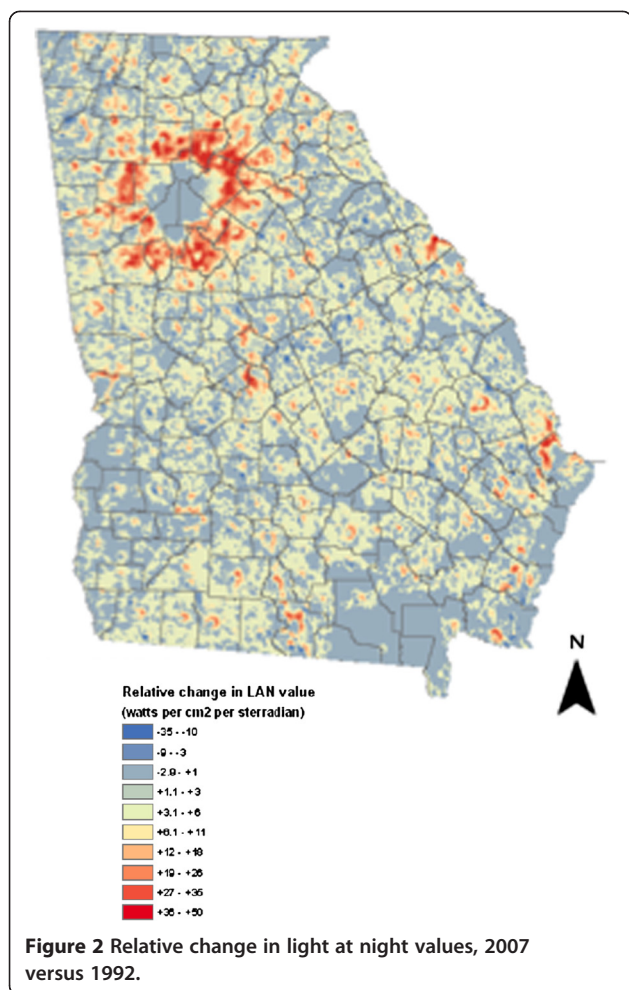 N
Relative change in LAN value
(watts per cm2 per sterradian)
-35 - -10
-9 - -3
-2.9 - +1
+1.1 - +3
+3.1 - +6
+6.1 - +11
+12 - +18
+19 - +26
+27 - +35
+36 - +50
Figure 2 Relative change in light at night values, 2007
versus 1992.